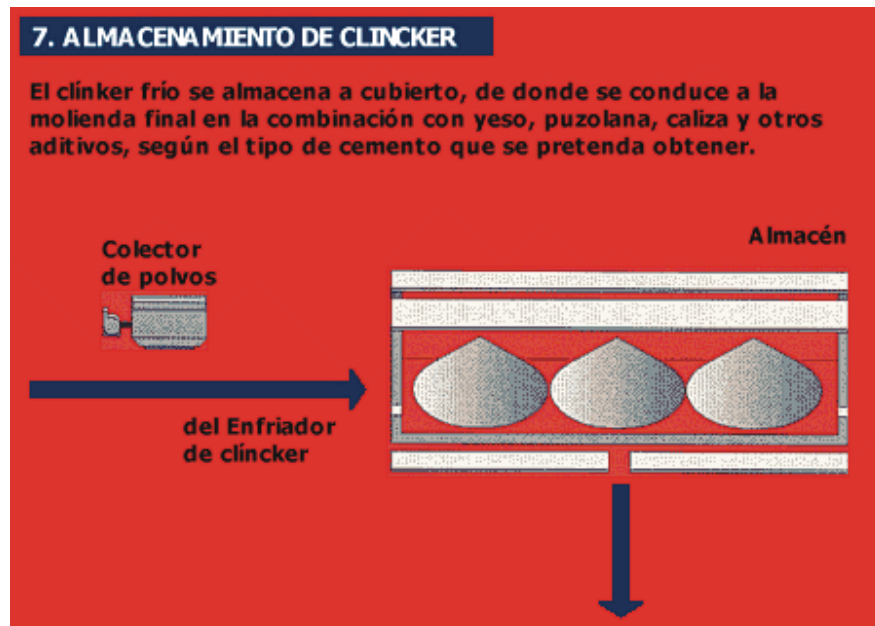 7. ALMACENAMIENTO DE CLINCKER
El clínker frío se almacena a cubierto, de donde se conduce a la
molienda final en la combinación con yeso, puzolana, caliza y otros
aditivos, según el tipo de cemento que se pretenda obtener.
Almacén
Colector
de polvos
del Enfriador
de clíncker